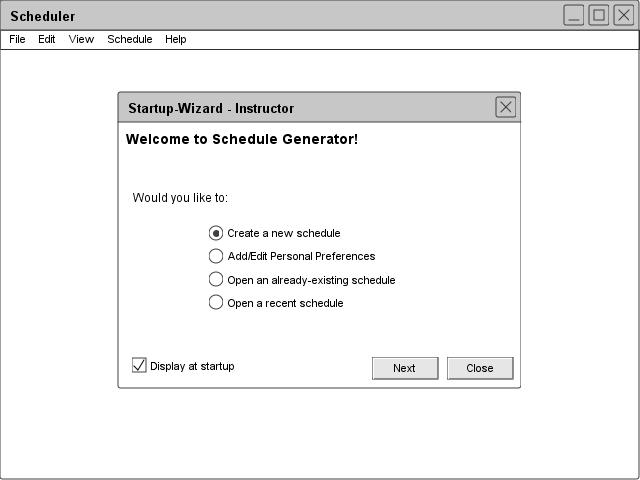 Scheduler
File Edit View Schedule Help
Startup-Wizard - Instructor
Welcome to Schedule Generator!
Would you like to:
Create a new schedule
Add/Edit Personal Preferences
Open an already-existing schedule
Open a recent schedule
Display at startup Next Close